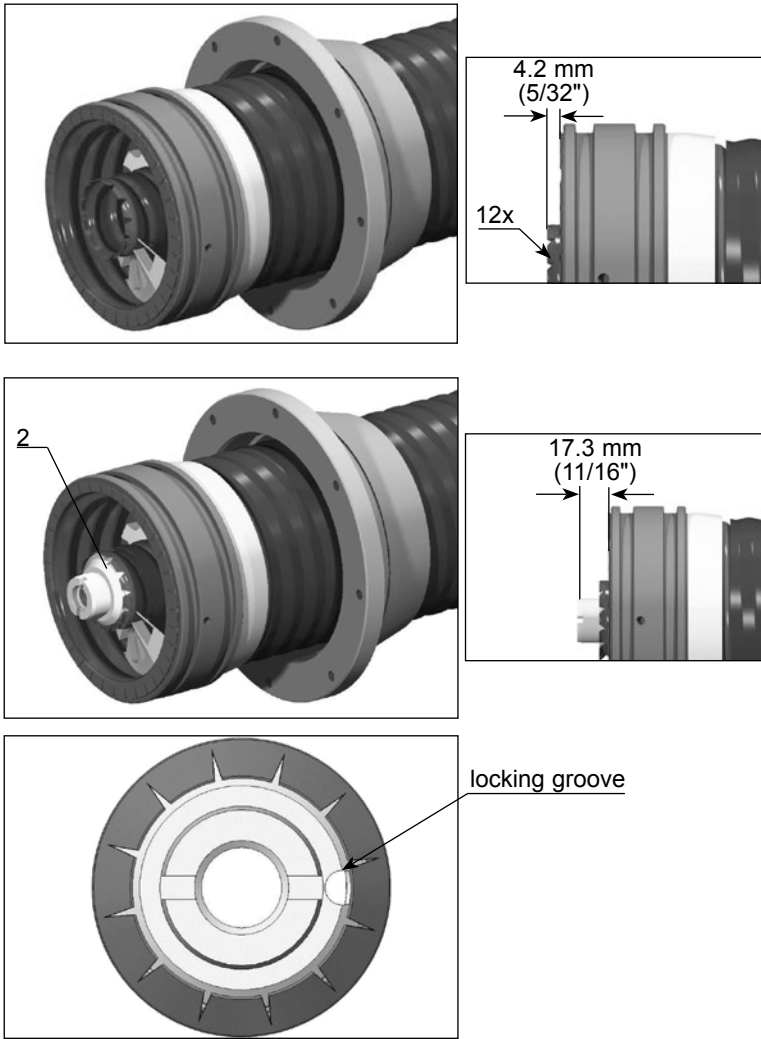 4.2 mm
(5/32")
12x
2
17.3 mm
(11/16")
locking groove